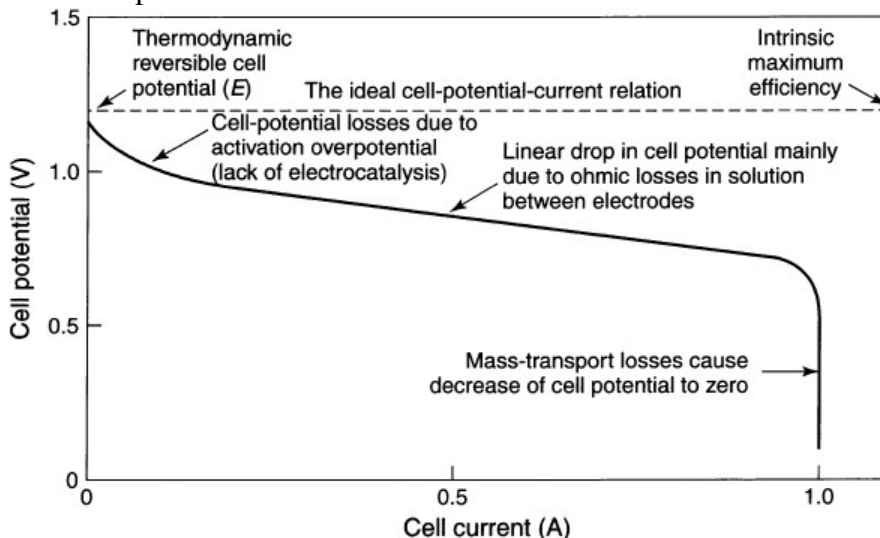 1.5
Thermodynamic
reversible cell
potential (E)
Intrinsic
maximum
efficiency
The ideal cell-potential-current relation
Cell-potential losses due to
activation overpotential
(lack of electrocatalysis)
Linear drop in cell potential mainly
due to ohmic losses in solution
between electrodes
1.0
Cell potential (V)
0.5
Mass-transport losses cause
decrease of cell potential to zero
0
0
0.5
1.0
Cell current (A)